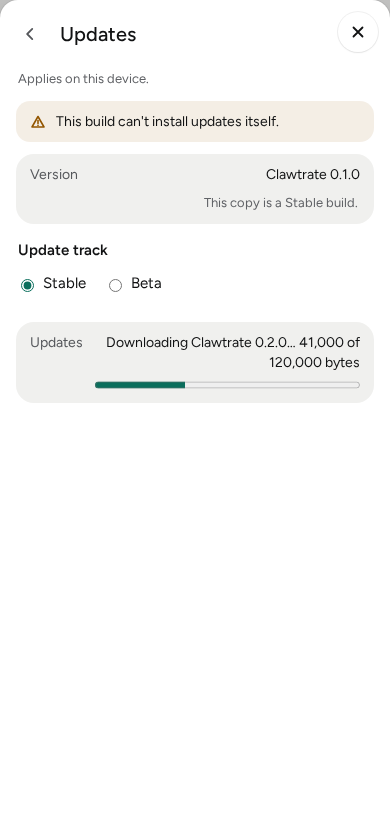 Updates
Applies on this device.
This build can't install updates itself.
Version
Clawtrate 0.1.0
This copy is a Stable build.
Update track
Stable
Beta
Updates
Downloading Clawtrate 0.2.0... 41,000 of
120,000 bytes